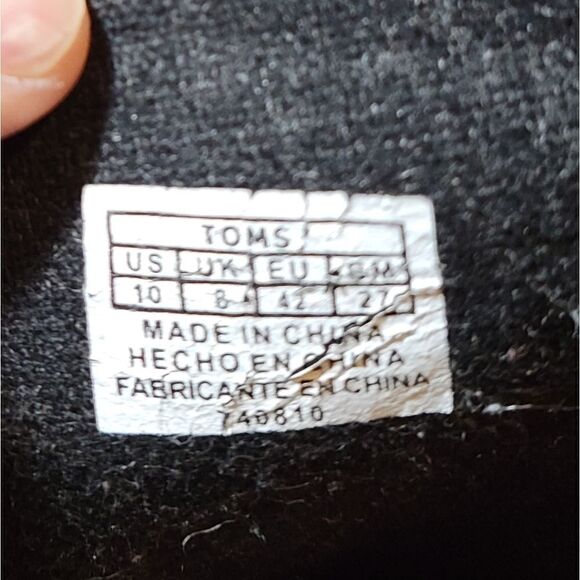 TOMS
US UK EU CM
10 8 42 27
MADE IN CHINA
HECHO EN CHINA
FABRICANTE EN CHINA
740810